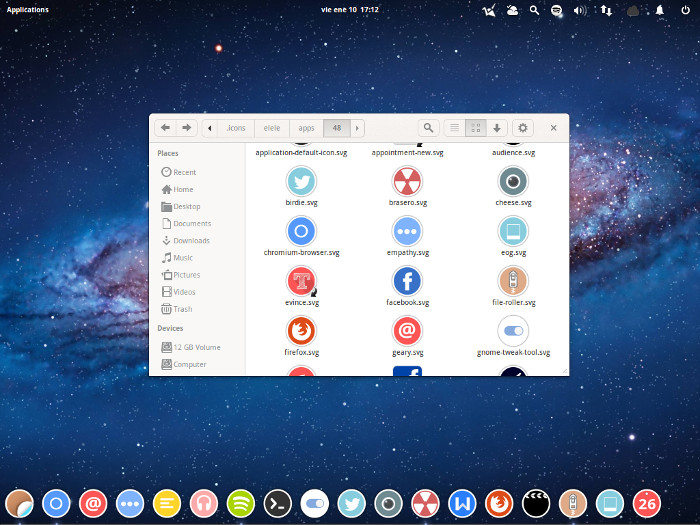 Applications
vie ene 10 17:12
.icons
elele
apps
48
Places
Recent
Home
Desktop
Documents
Downloads
Music
Pictures
Videos
Trash
Devices
12 GB Volume
Computer
application-default-icon.svg
appointment-new.svg
audience.svg
birdie.svg
brasero.svg
cheese.svg
chromium-browser.svg
empathy.svg
eog.svg
evince.svg
facebook.svg
file-roller.svg
firefox.svg
geary.svg
gnome-tweak-tool.svg
26